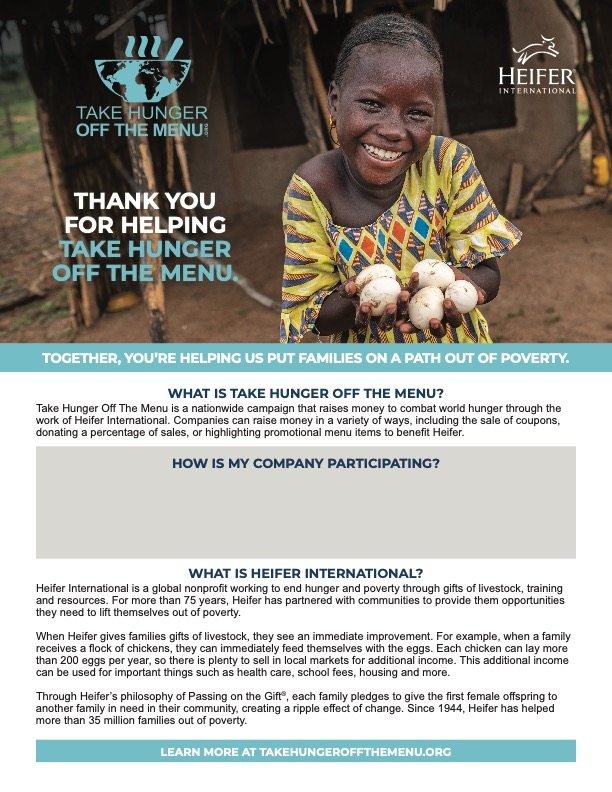 TAKE HUNGER
OFF THE MENU.ORG
HEIFER
INTERNATIONAL
THANK YOU
FOR HELPING
TAKE HUNGER
OFF THE MENU.
TOGETHER, YOU'RE HELPING US PUT FAMILIES ON A PATH OUT OF POVERTY.
WHAT IS TAKE HUNGER OFF THE MENU?
Take Hunger Off The Menu is a nationwide campaign that raises money to combat world hunger through the
work of Heifer International. Companies can raise money in a variety of ways, including the sale of coupons,
donating a percentage of sales, or highlighting promotional menu items to benefit Heifer.
HOW IS MY COMPANY PARTICIPATING?
WHAT IS HEIFER INTERNATIONAL?
Heifer International is a global nonprofit working to end hunger and poverty through gifts of livestock, training
and resources. For more than 75 years, Heifer has partnered with communities to provide them opportunities
they need to lift themselves out of poverty.
When Heifer gives families gifts of livestock, they see an immediate improvement. For example, when a family
receives a flock of chickens, they can immediately feed themselves with the eggs. Each chicken can lay more
than 200 eggs per year, so there is plenty to sell in local markets for additional income. This additional income
can be used for important things such as health care, school fees, housing and more.
Through Heifer's philosophy of Passing on the Gift®, each family pledges to give the first female offspring to
another family in need in their community, creating a ripple effect of change. Since 1944, Heifer has helped
more than 35 million families out of poverty.
LEARN MORE AT TAKEHUNGEROFFTHEMENU.ORG